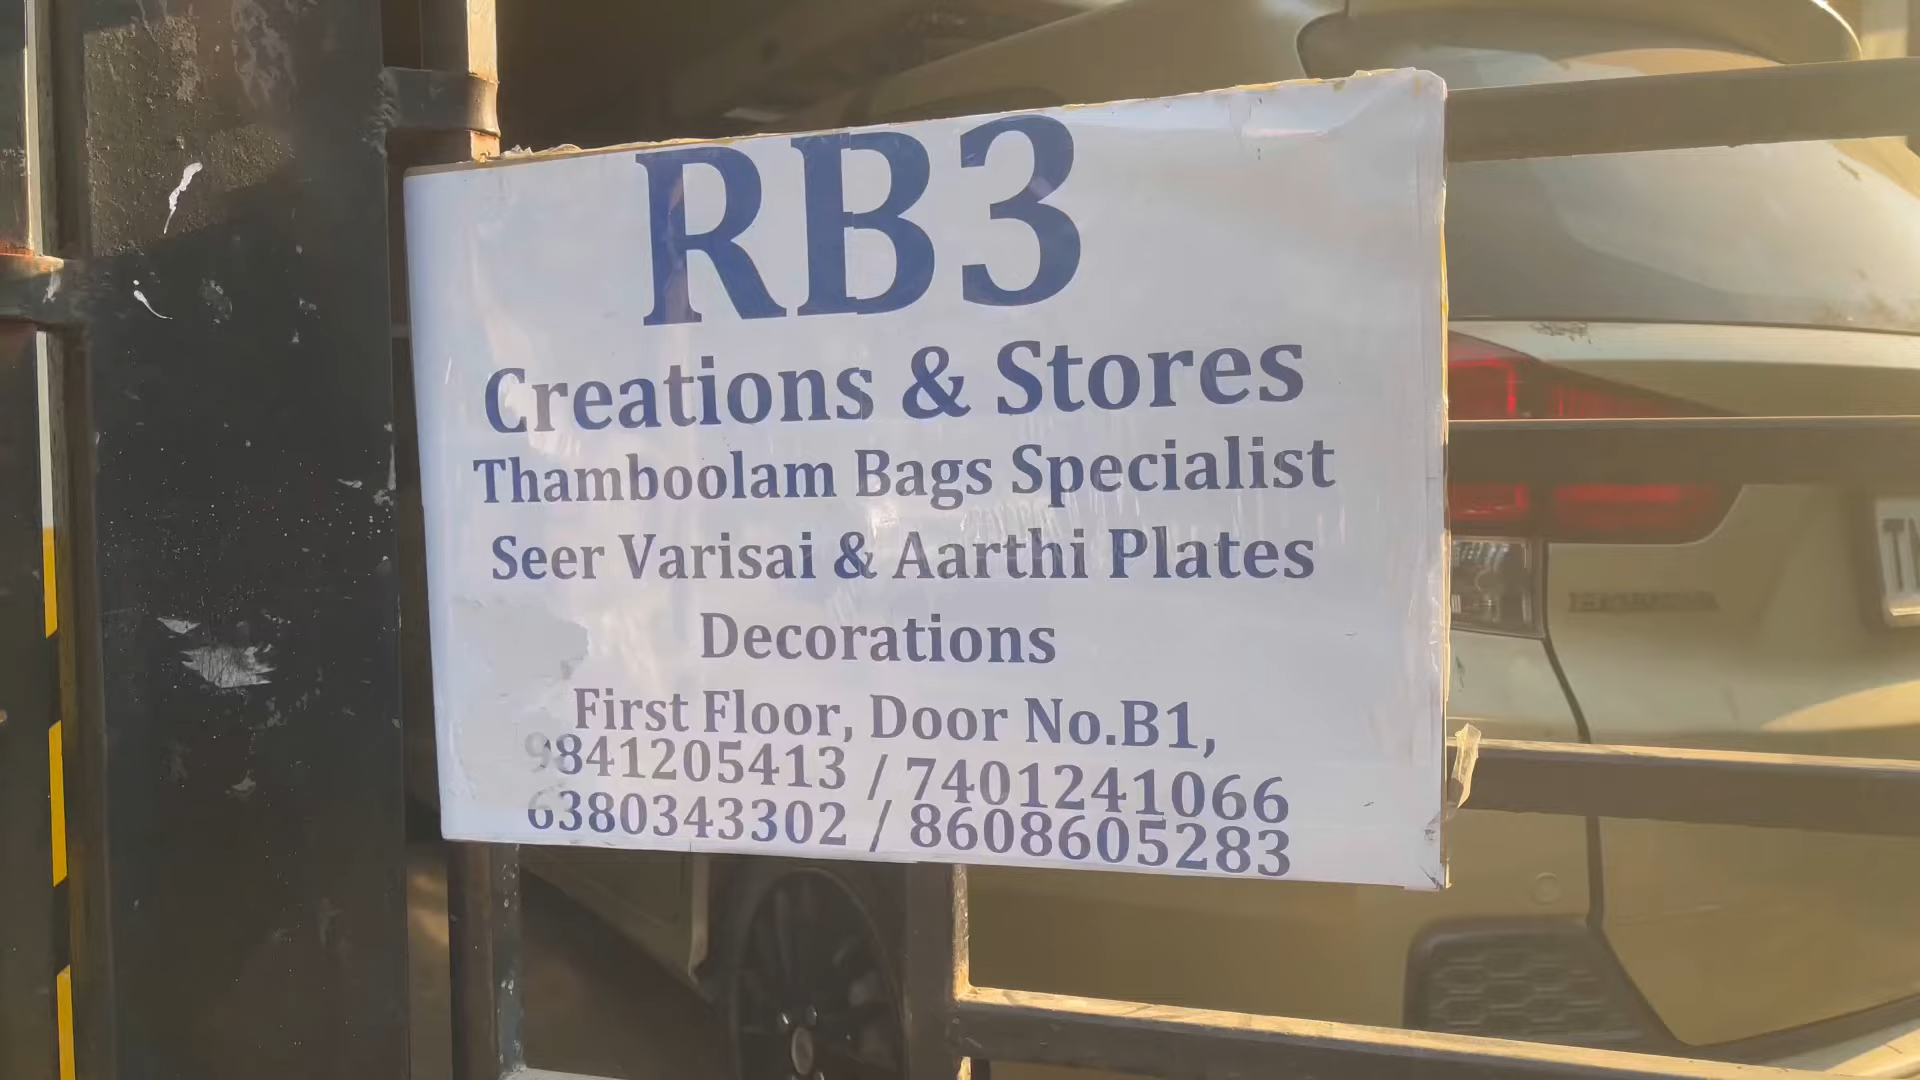 RB3
Creations & Stores
Thamboolam Bags Specialist
Seer Varisai & Aarthi Plates
Decorations
First Floor, Door No.B1,
9841205413 / 7401241066
6380343302 / 8608605283